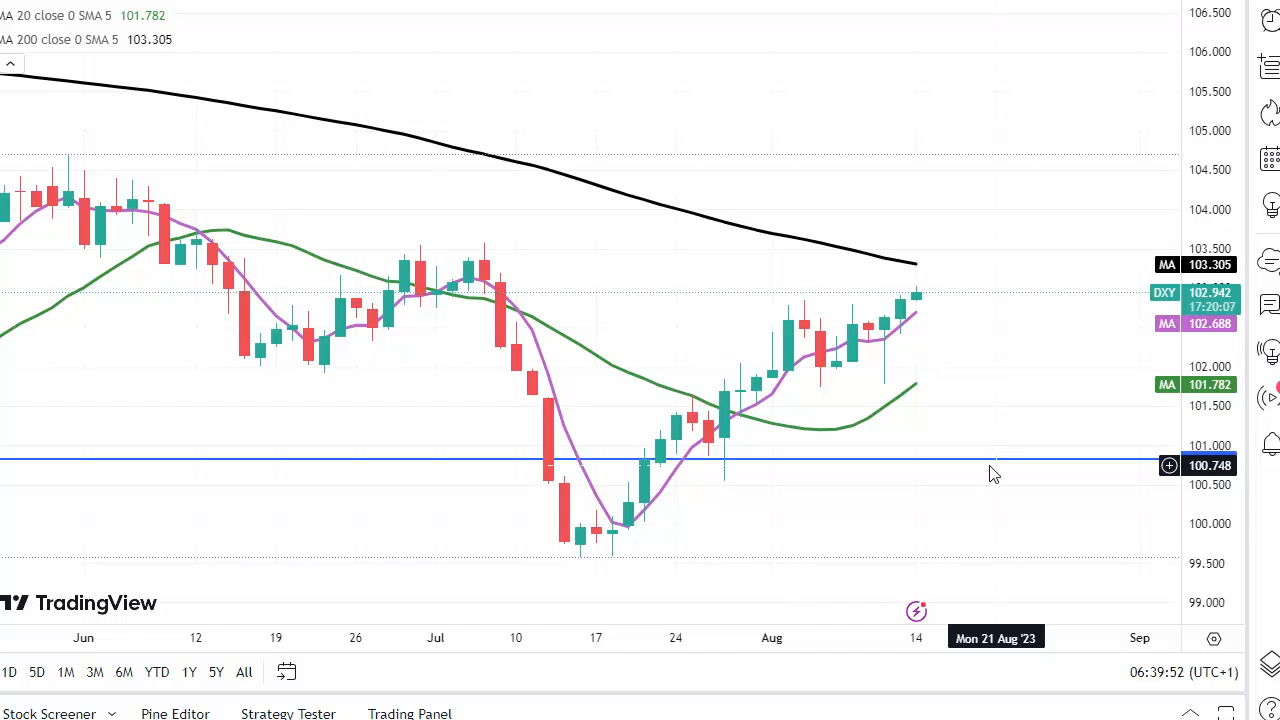 MA 20 close 0 SMA 5 101.782
MA 200 close 0 SMA 5 103.305
106.500
106.000
105.500
105.000
104.500
104.000
103.500
MA 103.305
DXY 102.942
17:20:07
MA 102.688
102.000
MA 101.782
101.500
101.000
100.748
100.500
100.000
99.500
99.000
TradingView
Jun 12 19 26 Jul 10 17 24 Aug 14 Mon 21 Aug '23 Sep
1D 5D 1M 3M 6M YTD 1Y 5Y All
06:39:52 (UTC+1)
Stock Screener Pine Editor Strategy Tester Trading Panel